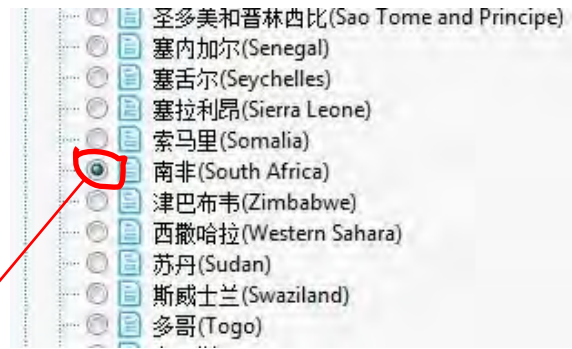 圣多美和普林西比(Sao Tome and Principe)
塞内加尔(Senegal)
塞舌尔(Seychelles)
塞拉利昂(Sierra Leone)
索马里(Somalia)
南非(South Africa)
津巴布韦(Zimbabwe)
西撒哈拉(Western Sahara)
苏丹(Sudan)
斯威士兰(Swaziland)
多哥(Togo)